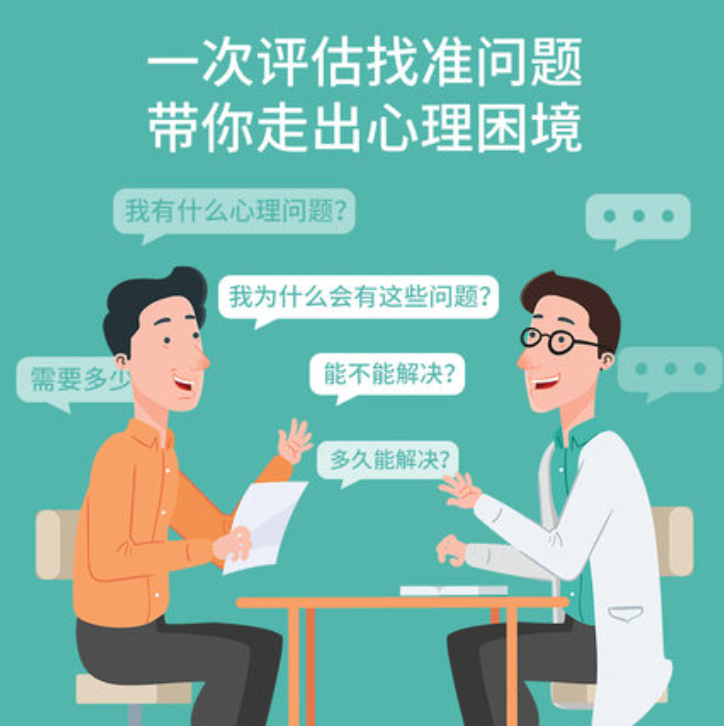 一次评估找准问题
带你走出心理困境
我有什么心理问题?
我为什么会有这些问题?
能不能解决?
需要多少
多久能解决?